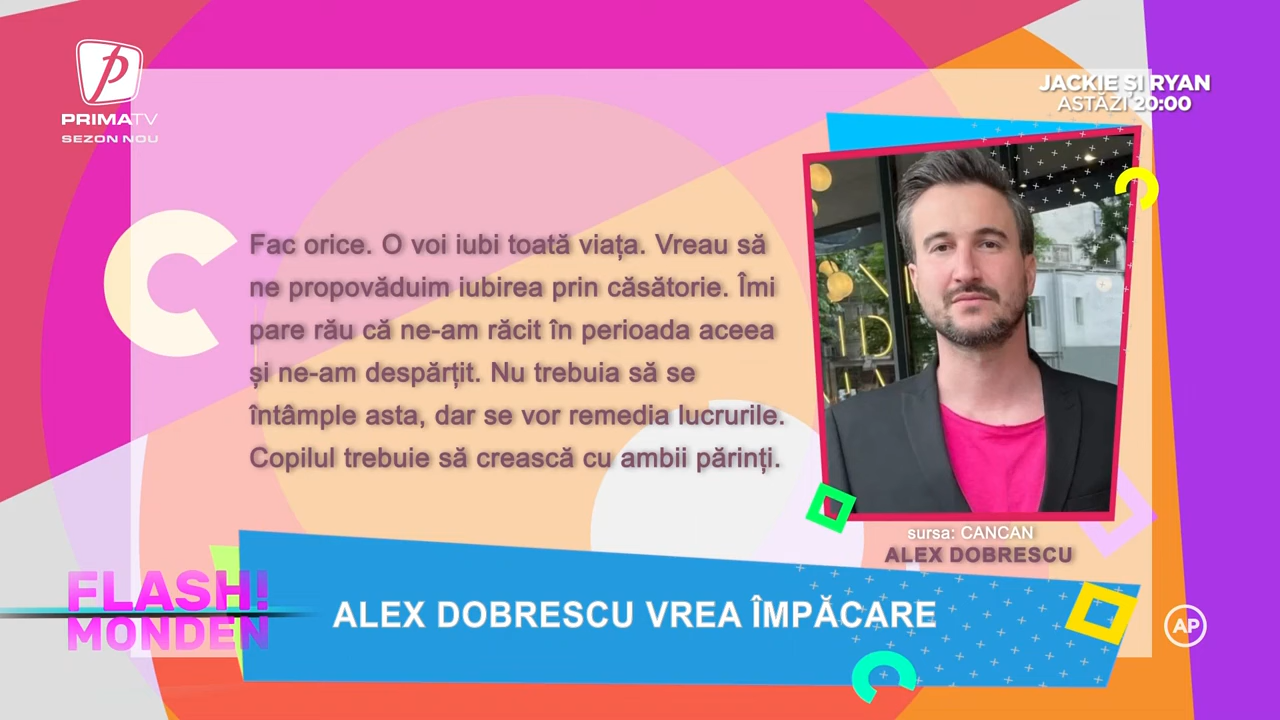 PRIMATV
SEZON NOU
JACKIE ȘI RYAN
ASTĂZI 20:00
Fac orice. O voi iubi toată viața. Vreau să
ne propovăduim iubirea prin căsătorie. Îmi
pare rău că ne-am răcit în perioada aceea
și ne-am despărțit. Nu trebuia să se
întâmple asta, dar se vor remedia lucrurile.
Copilul trebuie să crească cu ambii părinți.
sursa: CANCAN
ALEX DOBRESCU
FLASH!
MONDEN
ALEX DOBRESCU VREA ÎMPĂCARE
AP